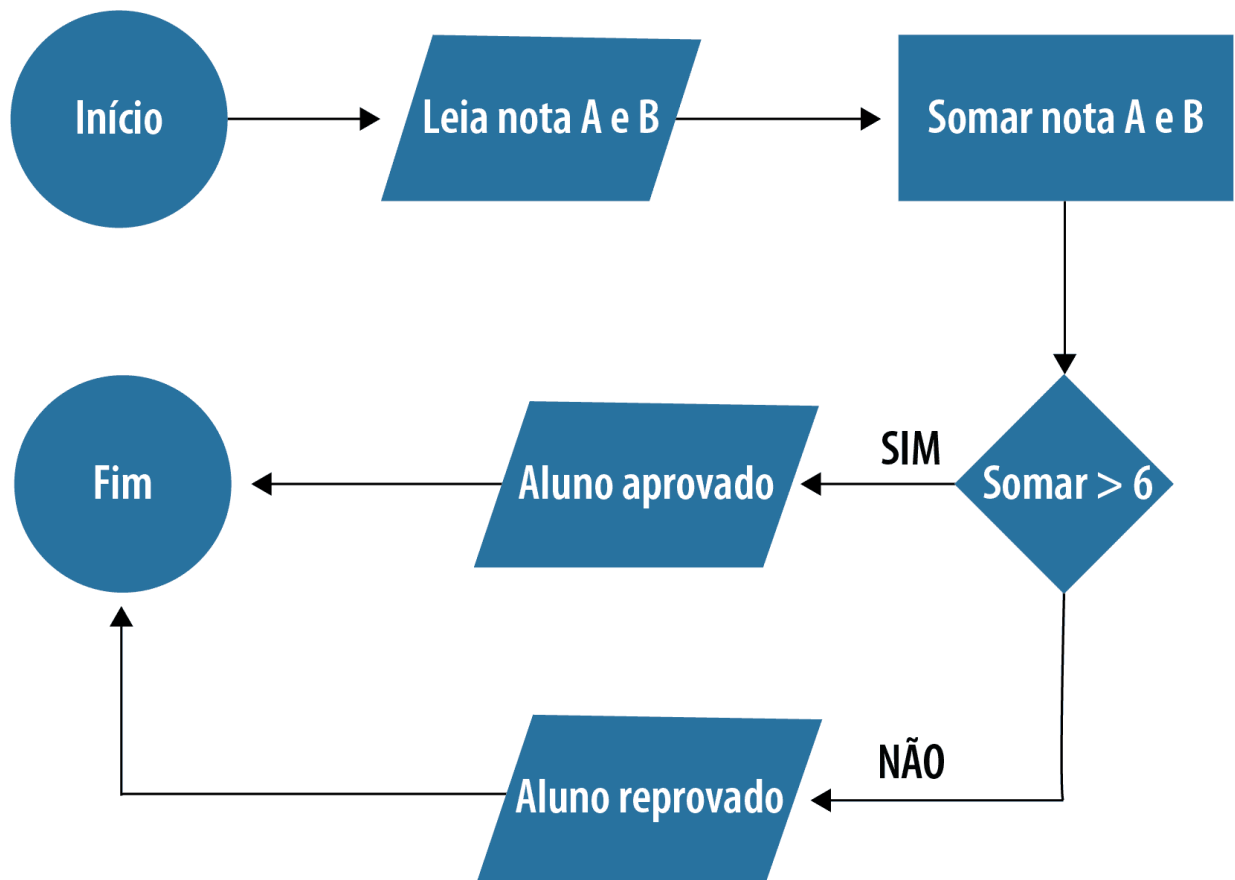 Início
Leia nota A e B
Somar nota A e B
SIM
Somar > 6
Aluno aprovado
Fim
NÃO
Aluno reprovado